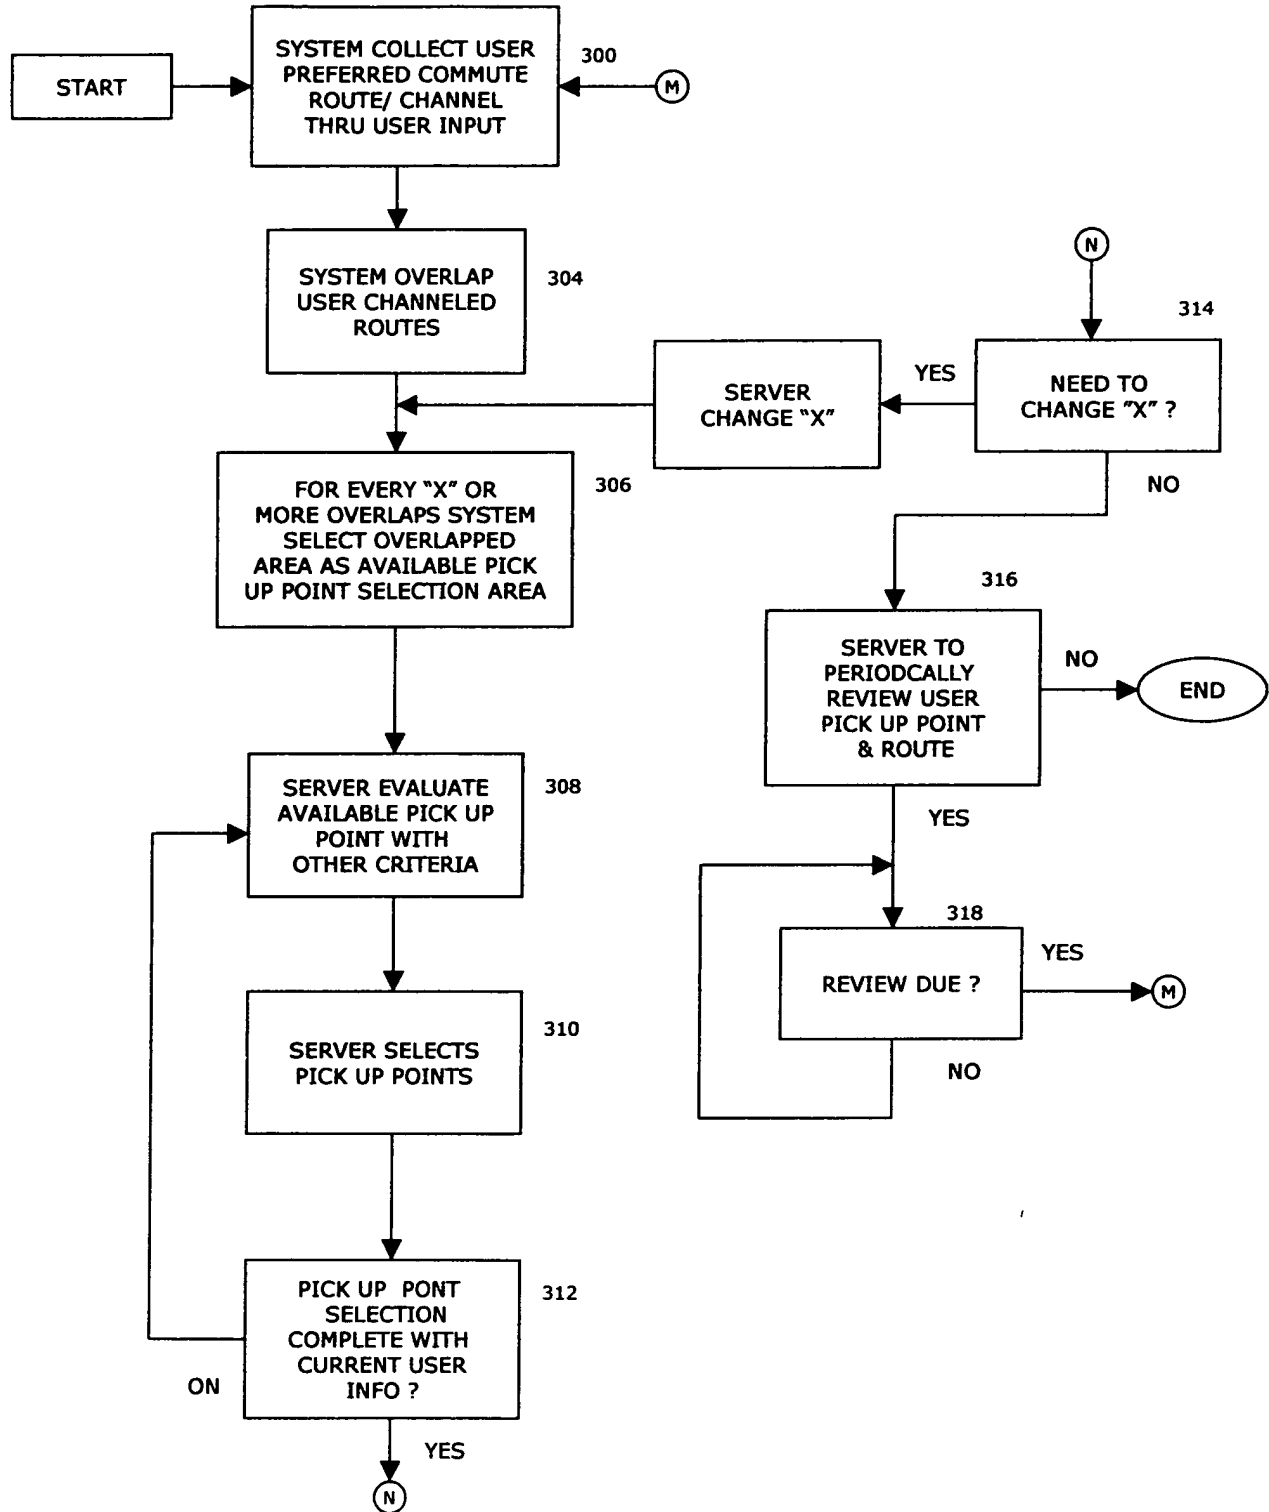 START
SYSTEM COLLECT USER
PREFERRED COMMUTE
ROUTE/ CHANNEL
THRU USER INPUT
300
M
SYSTEM OVERLAP
USER CHANNELED
ROUTES
304
FOR EVERY “X” OR
MORE OVERLAPS SYSTEM
SELECT OVERLAPPED
AREA AS AVAILABLE PICK
UP POINT SELECTION AREA
306
SERVER EVALUATE
AVAILABLE PICK UP
POINT WITH
OTHER CRITERIA
308
SERVER SELECTS
PICK UP POINTS
310
PICK UP PONT
SELECTION
COMPLETE WITH
CURRENT USER
INFO ?
312
ON
YES
N
N
314
NEED TO
CHANGE ”X” ?
YES
SERVER
CHANGE “X”
NO
316
SERVER TO
PERIODCALLY
REVIEW USER
PICK UP POINT
& ROUTE
NO
END
YES
318
REVIEW DUE ?
YES
M
NO